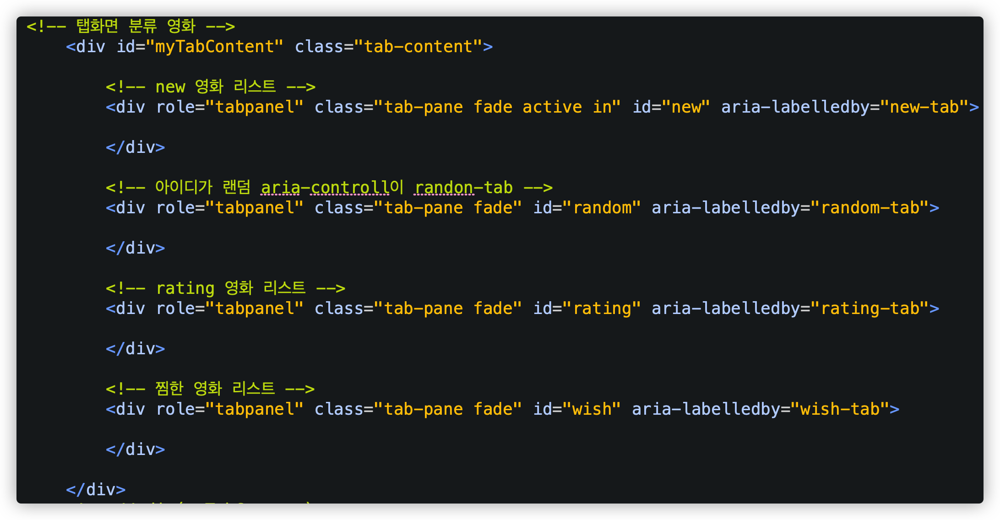 <!-- 탭화면 분류 영화 -->
<div id="myTabContent" class="tab-content">
<!-- new 영화 리스트 -->
<div role="tabpanel" class="tab-pane fade active in" id="new" aria-labelledby="new-tab">
</div>
<!-- 아이디가 랜덤 aria-controll이 randon-tab -->
<div role="tabpanel" class="tab-pane fade" id="random" aria-labelledby="random-tab">
</div>
<!-- rating 영화 리스트 -->
<div role="tabpanel" class="tab-pane fade" id="rating" aria-labelledby="rating-tab">
</div>
<!-- 찜한 영화 리스트 -->
<div role="tabpanel" class="tab-pane fade" id="wish" aria-labelledby="wish-tab">
</div>
</div>